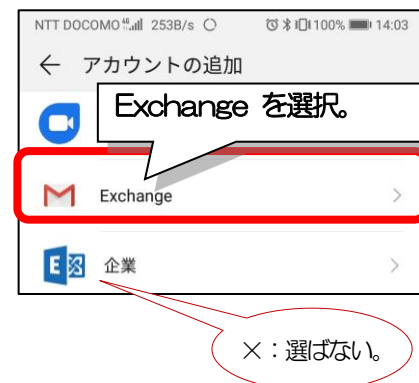 NTT DOCOMO 46 253B/s 100% 14:03
← アカウントの追加
Exchange を選択。
Exchange
E 企業
×：選ばない。